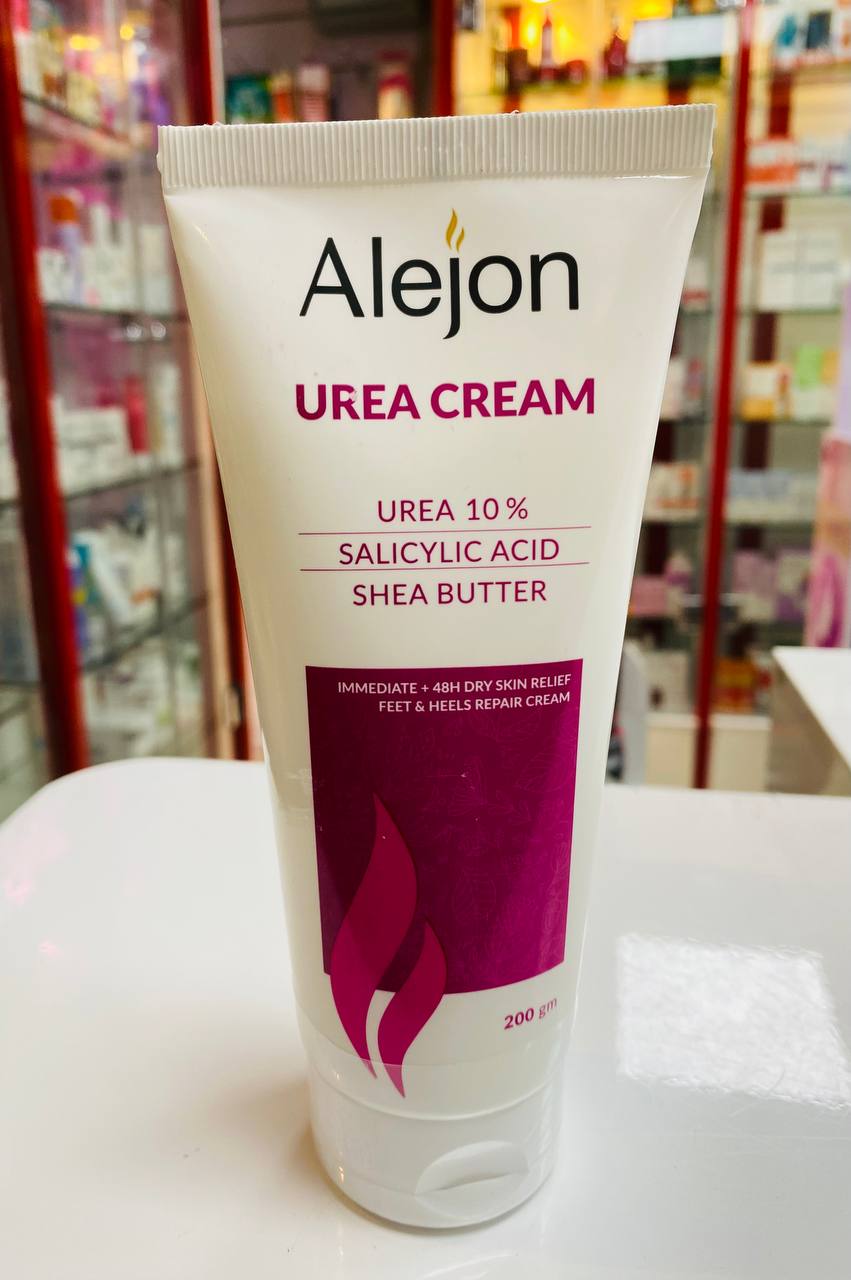 Alejon
UREA CREAM
UREA 10 %
SALICYLIC ACID
SHEA BUTTER
IMMEDIATE + 48H DRY SKIN RELIEF
FEET & HEELS REPAIR CREAM
200 gm